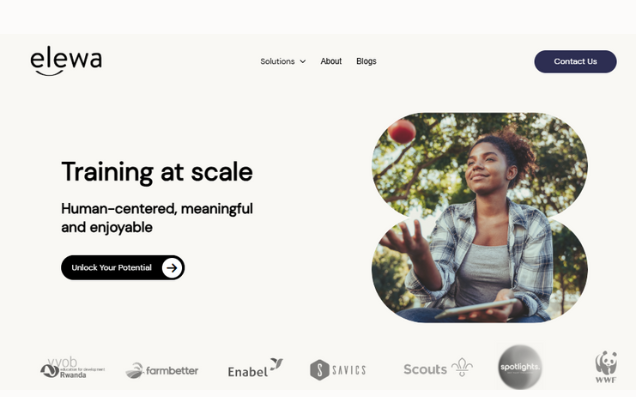 elewa
Solutions
About
Blogs
Contact Us
Training at scale
Human-centered, meaningful
and enjoyable
Unlock Your Potential
vvob
education for development
Rwanda
farmbetter
Enabel
S SAVICS
Scouts
spotlights.
WWF